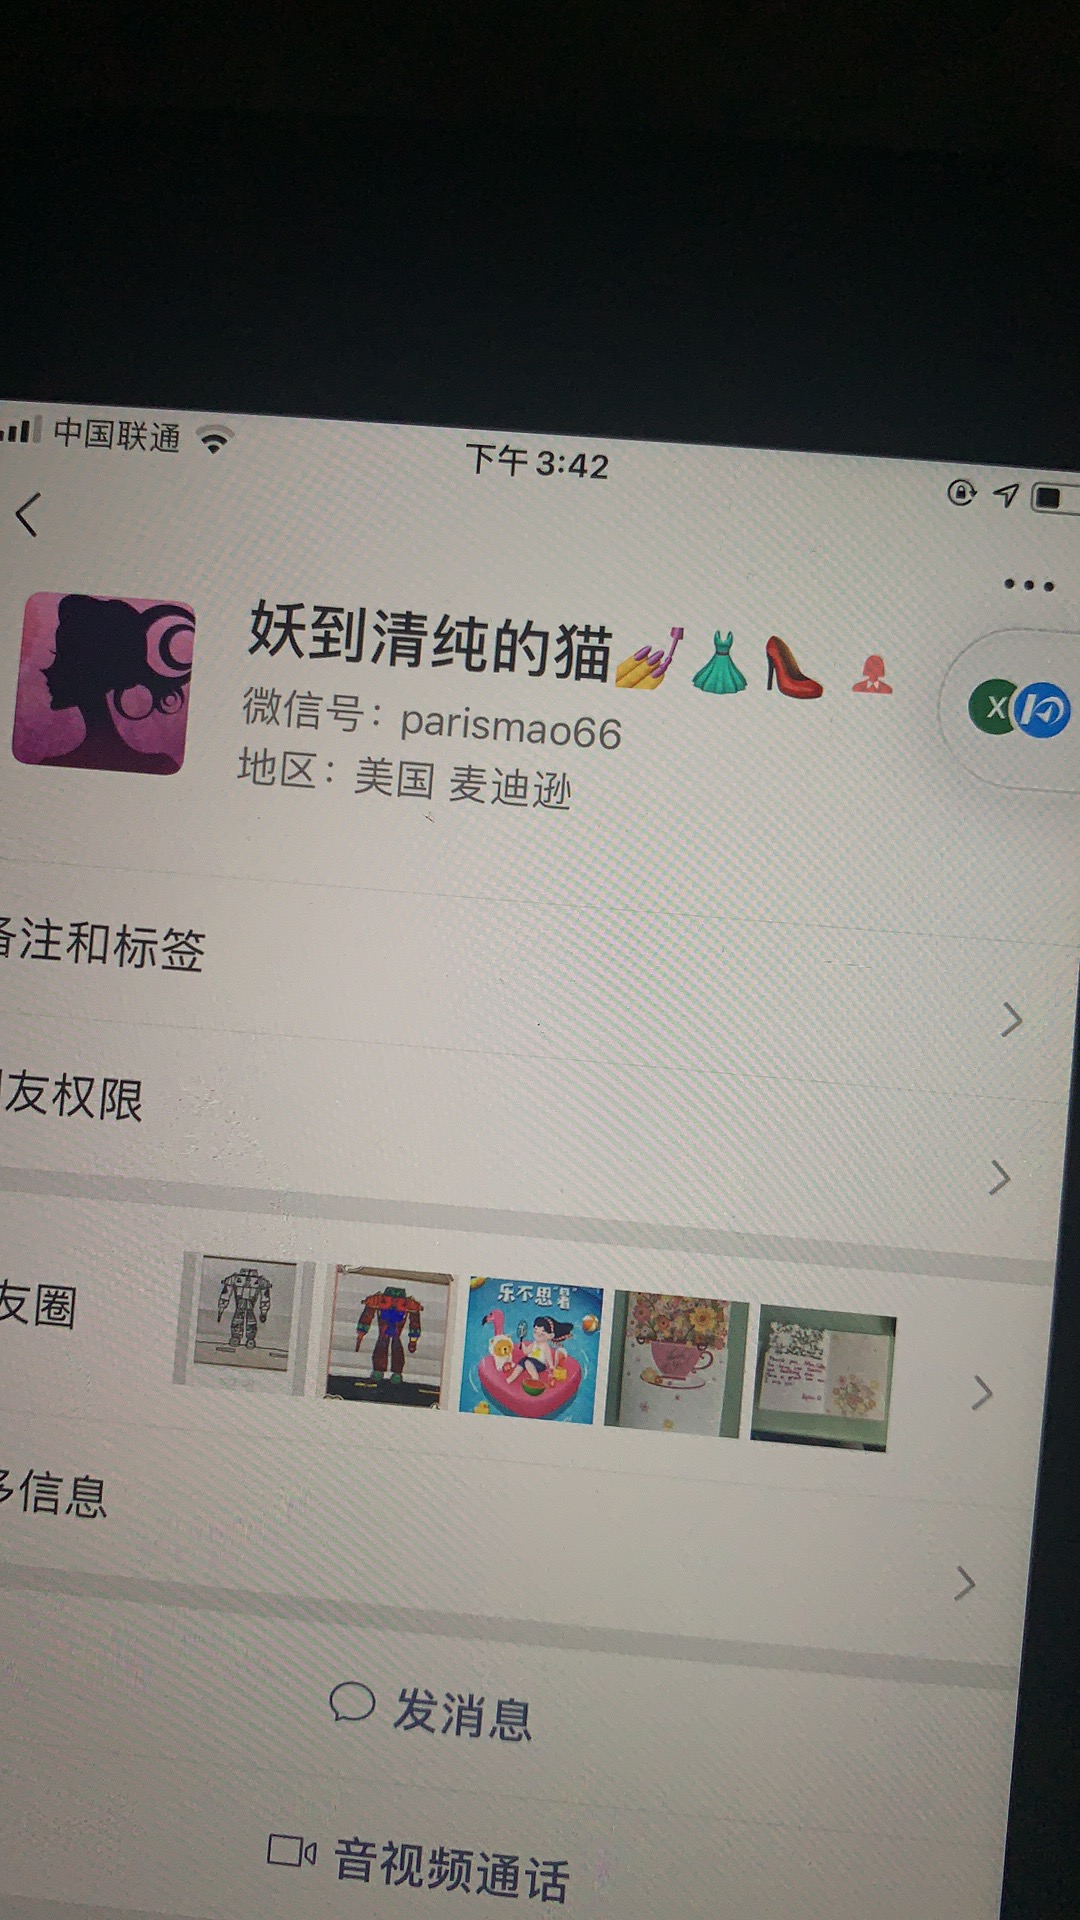 中国联通
下午3:42
妖到清纯的猫💅👗👠
微信号：parismao66
地区：美国 麦迪逊
备注和标签
友权限
友圈
乐不思"暑"
多信息
发消息
音视频通话